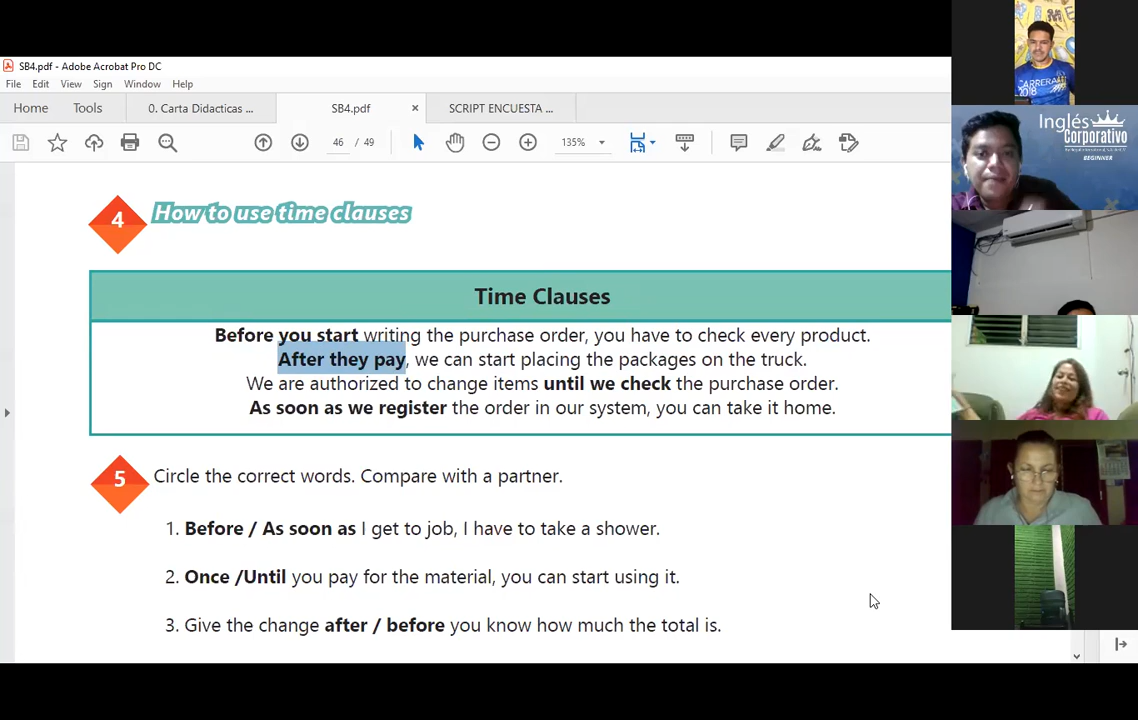 SB4.pdf - Adobe Acrobat Pro DC
File Edit View Sign Window Help
Home Tools 0. Carta Didacticas ... SB4.pdf × SCRIPT ENCUESTA ...
46 / 49 135%
4 How to use time clauses
Time Clauses
Before you start writing the purchase order, you have to check every product.
After they pay, we can start placing the packages on the truck.
We are authorized to change items until we check the purchase order.
As soon as we register the order in our system, you can take it home.
5 Circle the correct words. Compare with a partner.
1. Before / As soon as I get to job, I have to take a shower.
2. Once /Until you pay for the material, you can start using it.
3. Give the change after / before you know how much the total is.
CARRERA
Inglés
Corporativo
BEGINNER